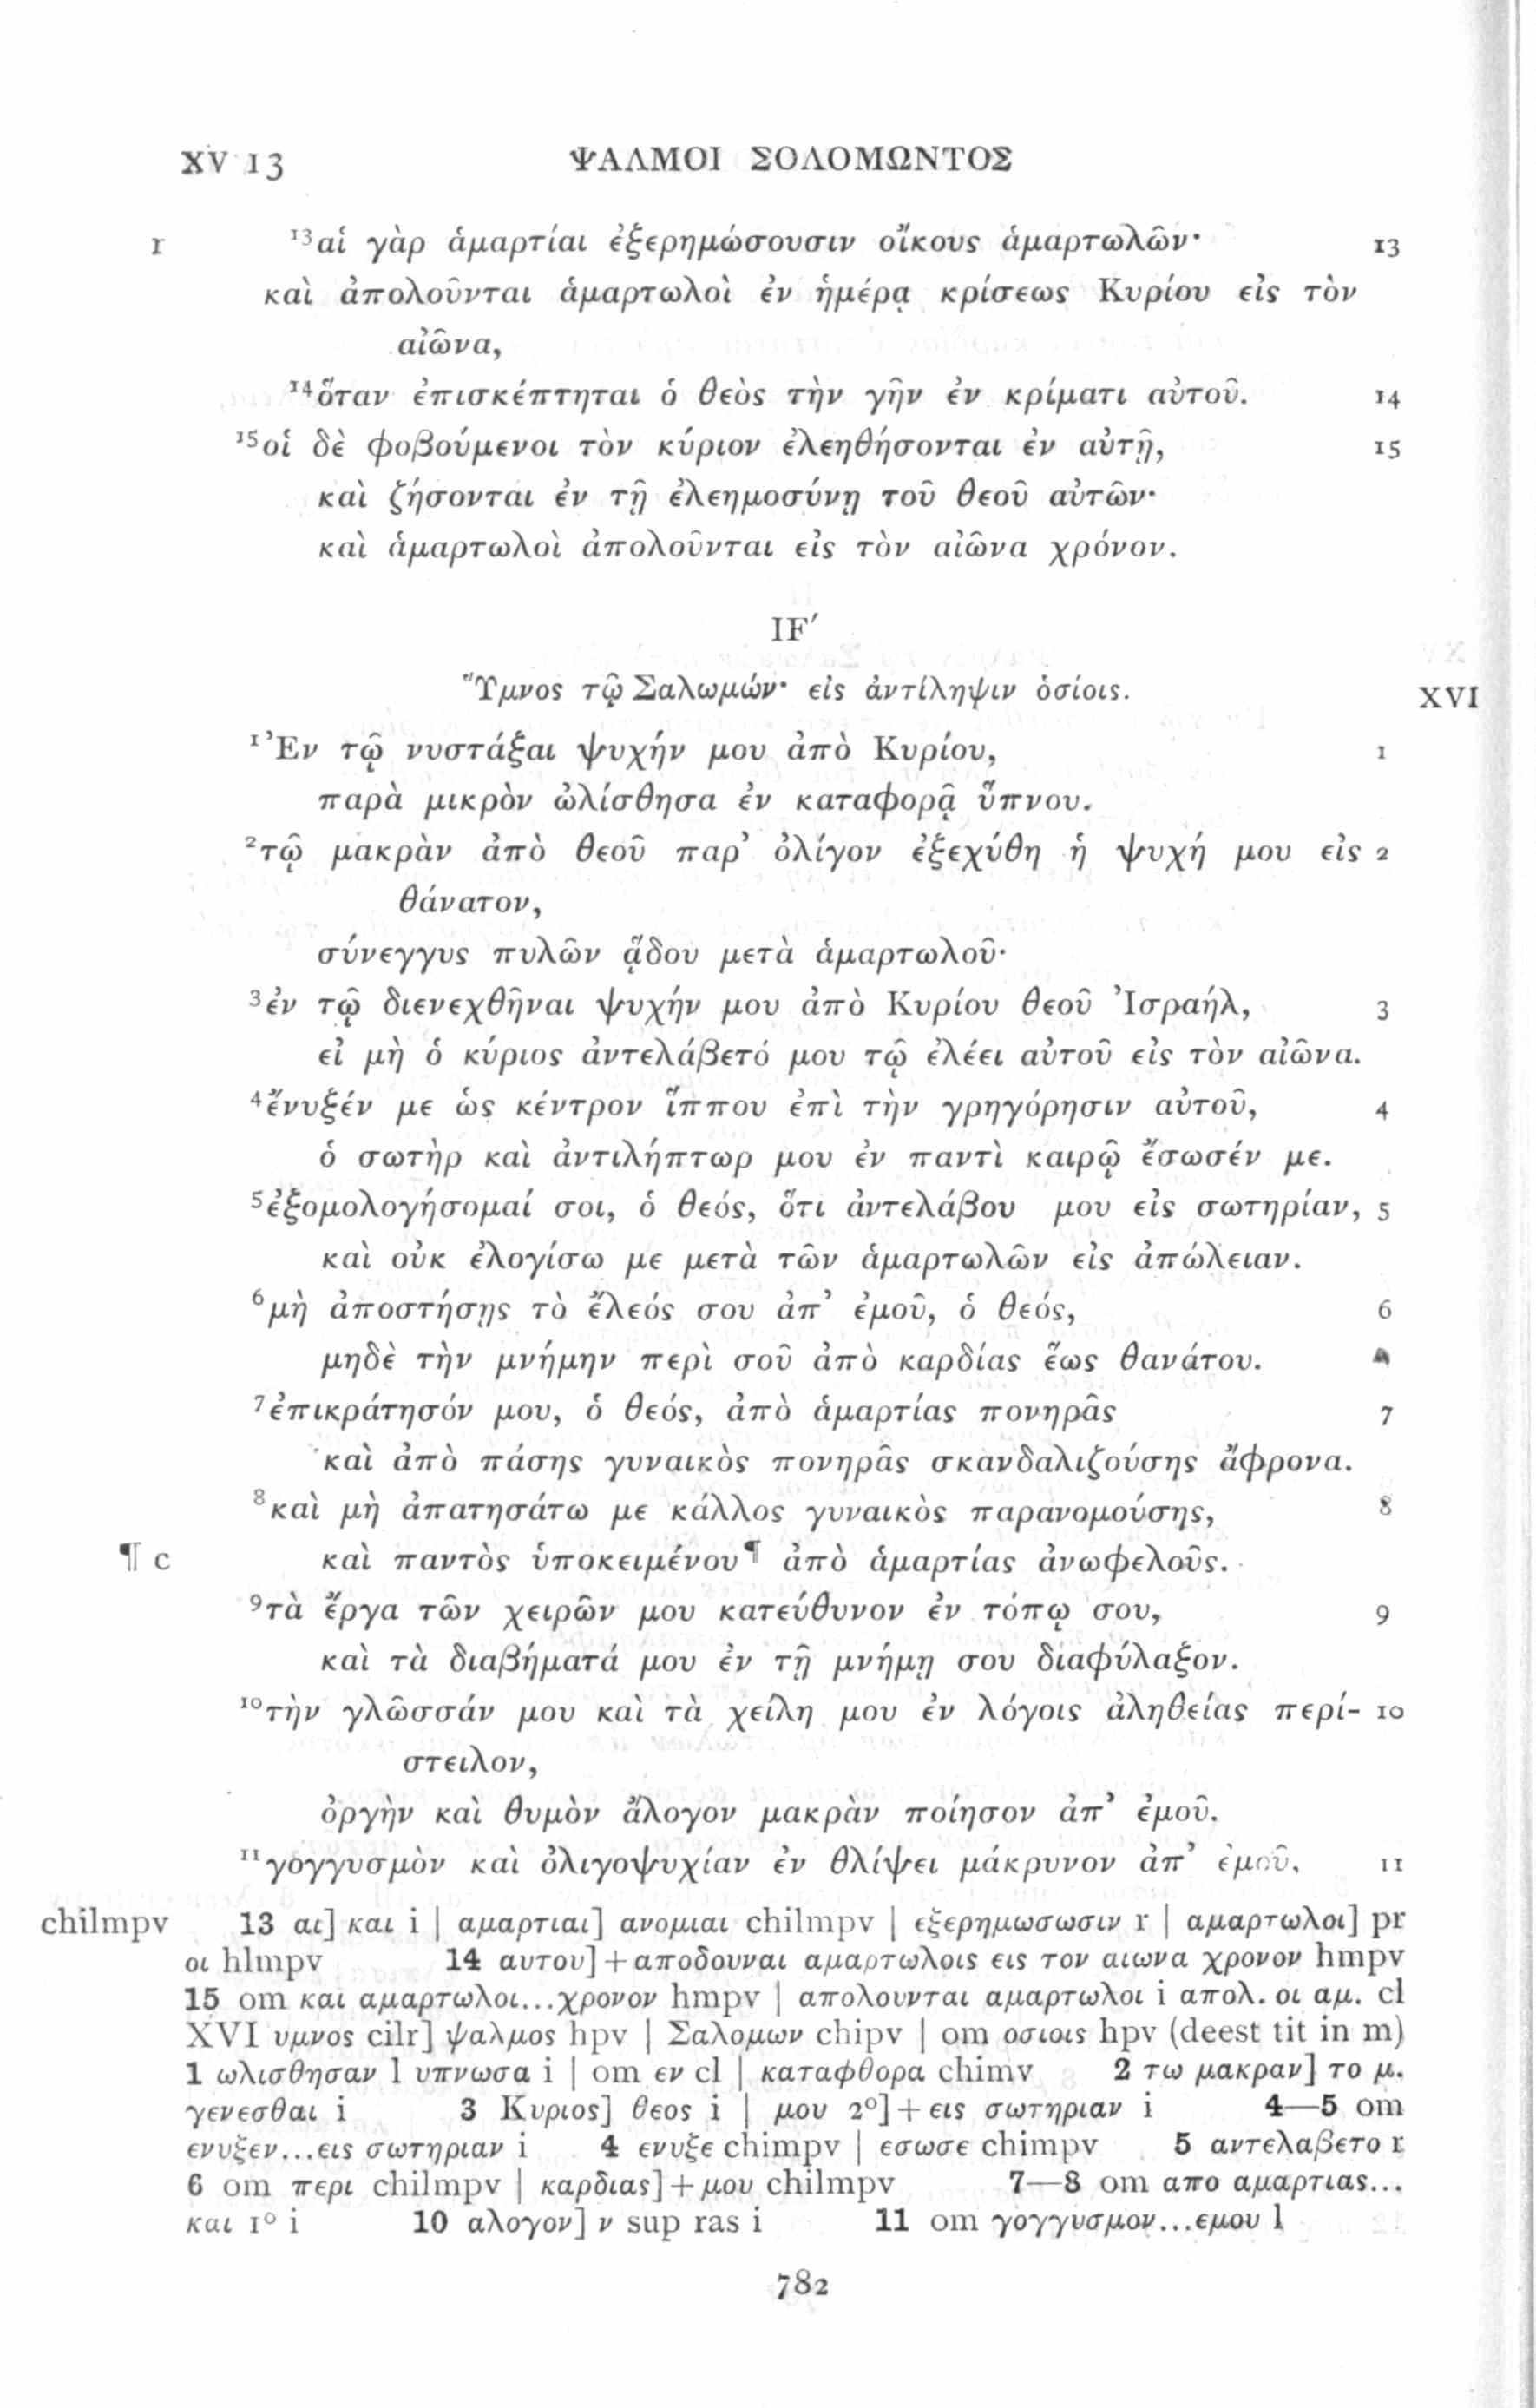 XV 13 ΨΑΛΜΟΙ ΣΟΛΟΜΩΝΤΟΣ
r ¹³αἱ γὰρ ἁμαρτίαι ἐξερημώσουσιν οἴκους ἁμαρτωλῶν· 13
καὶ ἀπολοῦνται ἁμαρτωλοὶ ἐν ἡμέρᾳ κρίσεως Κυρίου εἰς τὸν
αἰῶνα,
¹⁴ὅταν ἐπισκέπτηται ὁ θεὸς τὴν γῆν ἐν κρίματι αὐτοῦ. 14
¹⁵οἱ δὲ φοβούμενοι τὸν κύριον ἐλεηθήσονται ἐν αὐτῇ, 15
καὶ ζήσονται ἐν τῇ ἐλεημοσύνῃ τοῦ θεοῦ αὐτῶν·
καὶ ἁμαρτωλοὶ ἀπολοῦνται εἰς τὸν αἰῶνα χρόνον.
ΙϜ′
Ὕμνος τῷ Σαλωμών· εἰς ἀντίληψιν ὁσίοις. XVI
¹Ἐν τῷ νυστάξαι ψυχήν μου ἀπὸ Κυρίου, 1
παρὰ μικρὸν ὠλίσθησα ἐν καταφορᾷ ὕπνου.
²τῷ μακρὰν ἀπὸ θεοῦ παρ’ ὀλίγον ἐξεχύθη ἡ ψυχή μου εἰς 2
θάνατον,
σύνεγγυς πυλῶν ᾅδου μετὰ ἁμαρτωλοῦ·
³ἐν τῷ διενεχθῆναι ψυχήν μου ἀπὸ Κυρίου θεοῦ Ἰσραήλ, 3
εἰ μὴ ὁ κύριος ἀντελάβετό μου τῷ ἐλέει αὐτοῦ εἰς τὸν αἰῶνα.
⁴ἔνυξέν με ὡς κέντρον ἵππου ἐπὶ τὴν γρηγόρησιν αὐτοῦ, 4
ὁ σωτὴρ καὶ ἀντιλήπτωρ μου ἐν παντὶ καιρῷ ἔσωσέν με.
⁵ἐξομολογήσομαί σοι, ὁ θεός, ὅτι ἀντελάβου μου εἰς σωτηρίαν, 5
καὶ οὐκ ἐλογίσω με μετὰ τῶν ἁμαρτωλῶν εἰς ἀπώλειαν.
⁶μὴ ἀποστήσῃς τὸ ἔλεός σου ἀπ’ ἐμοῦ, ὁ θεός, 6
μηδὲ τὴν μνήμην περὶ σοῦ ἀπὸ καρδίας ἕως θανάτου.
⁷ἐπικράτησόν μου, ὁ θεός, ἀπὸ ἁμαρτίας πονηρᾶς 7
καὶ ἀπὸ πάσης γυναικὸς πονηρᾶς σκανδαλιζούσης ἄφρονα.
⁸καὶ μὴ ἀπατησάτω με κάλλος γυναικὸς παρανομούσης, 8
¶ c καὶ παντὸς ὑποκειμένου¶ ἀπὸ ἁμαρτίας ἀνωφελοῦς.
⁹τὰ ἔργα τῶν χειρῶν μου κατεύθυνον ἐν τόπῳ σου, 9
καὶ τὰ διαβήματά μου ἐν τῇ μνήμῃ σου διαφύλαξον.
¹⁰τὴν γλῶσσάν μου καὶ τὰ χείλη μου ἐν λόγοις ἀληθείας περί- 10
στειλον,
ὀργὴν καὶ θυμὸν ἄλογον μακρὰν ποίησον ἀπ’ ἐμοῦ.
¹¹γογγυσμὸν καὶ ὀλιγοψυχίαν ἐν θλίψει μάκρυνον ἀπ’ ἐμοῦ, 11
chilmpv 13 αι] και i | αμαρτιαι] ανομιαι chilmpv | εξερημωσωσιν r | αμαρτωλοι] pr
οι hlmpv 14 αυτου] + αποδουναι αμαρτωλοις εις τον αιωνα χρονον hmpv
15 om και αμαρτωλοι...χρονον hmpv | απολουνται αμαρτωλοι i απολ. οι αμ. cl
XVI υμνος cilr] ψαλμος hpv | Σαλομων chipv | om οσιοις hpv (deest tit in m)
1 ωλισθησαν l υπνωσα i | om εν cl | καταφθορα chimv 2 τω μακραν] το μ.
γενεσθαι i 3 Κυριος] θεος i | μου 2º] + εις σωτηριαν i 4—5 om
ενυξεν...εις σωτηριαν i 4 ενυξε chimpv | εσωσε chimpv 5 αντελαβετο r
6 om περι chilmpv | καρδιας] + μου chilmpv 7—8 om απο αμαρτιας...
και 1º i 10 αλογον] ν sup ras i 11 om γογγυσμον...εμου l
782